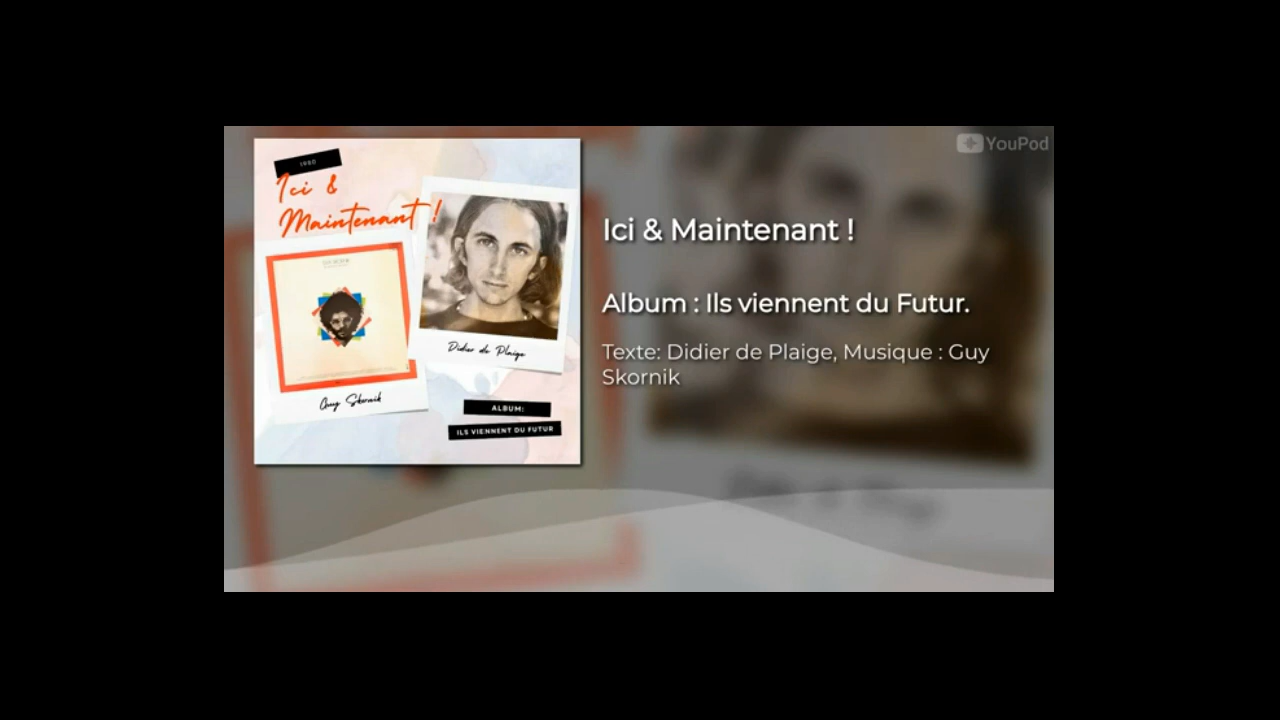 YouPod
1980
Ici &
Maintenant !
Didier de Plaige
Guy Skornik
ALBUM:
ILS VIENNENT DU FUTUR
Ici & Maintenant !
Album : Ils viennent du Futur.
Texte: Didier de Plaige, Musique : Guy
Skornik